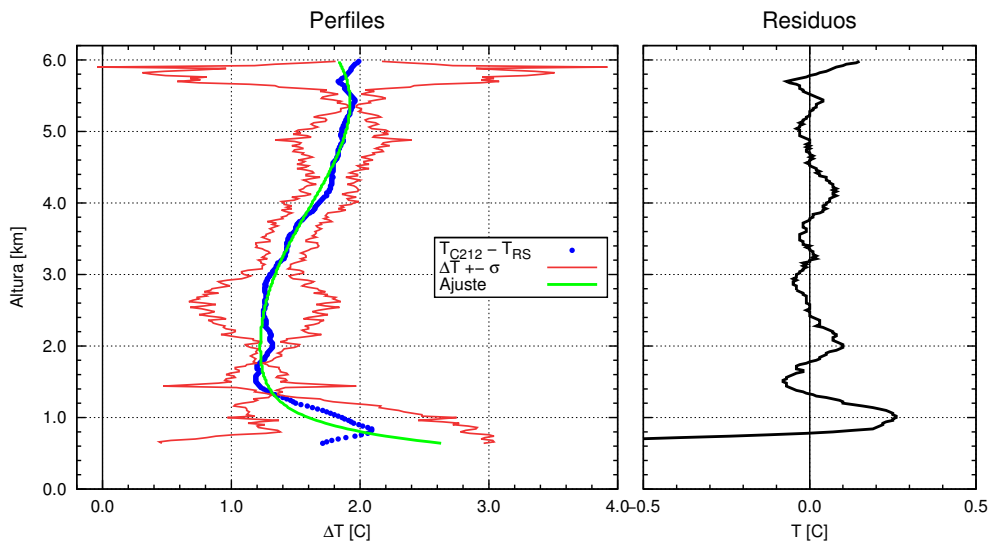 Perfiles
Residuos
6.0
5.0
4.0
3.0
2.0
1.0
0.0
Altura [km]
T_C212 − T_RS
ΔT +− σ
Ajuste
0.0 1.0 2.0 3.0 4.0
ΔT [C]
−0.5 0.0 0.5
T [C]